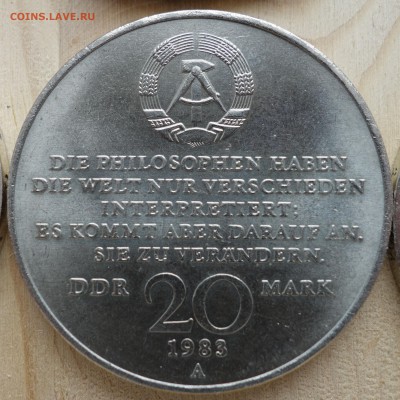 COINS.LAVE.RU
DIE PHILOSOPHEN HABEN
DIE WELT NUR VERSCHIEDEN
INTERPRETIERT;
ES KOMMT ABER DARAUF AN,
SIE ZU VERÄNDERN.
DDR 20 MARK
1983
A